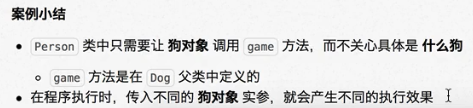 案例小结
Person 类中只需要让 狗对象 调用 game 方法，而不关心具体是 什么狗
game 方法是在 Dog 父类中定义的
在程序执行时，传入不同的 狗对象 实参，就会产生不同的执行效果